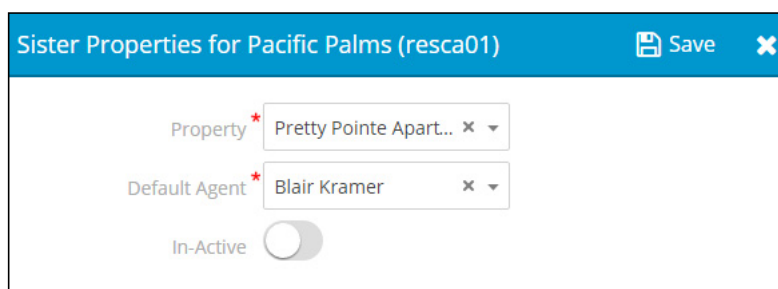 Sister Properties for Pacific Palms (resca01) Save
Property * Pretty Pointe Apart...
Default Agent * Blair Kramer
In-Active